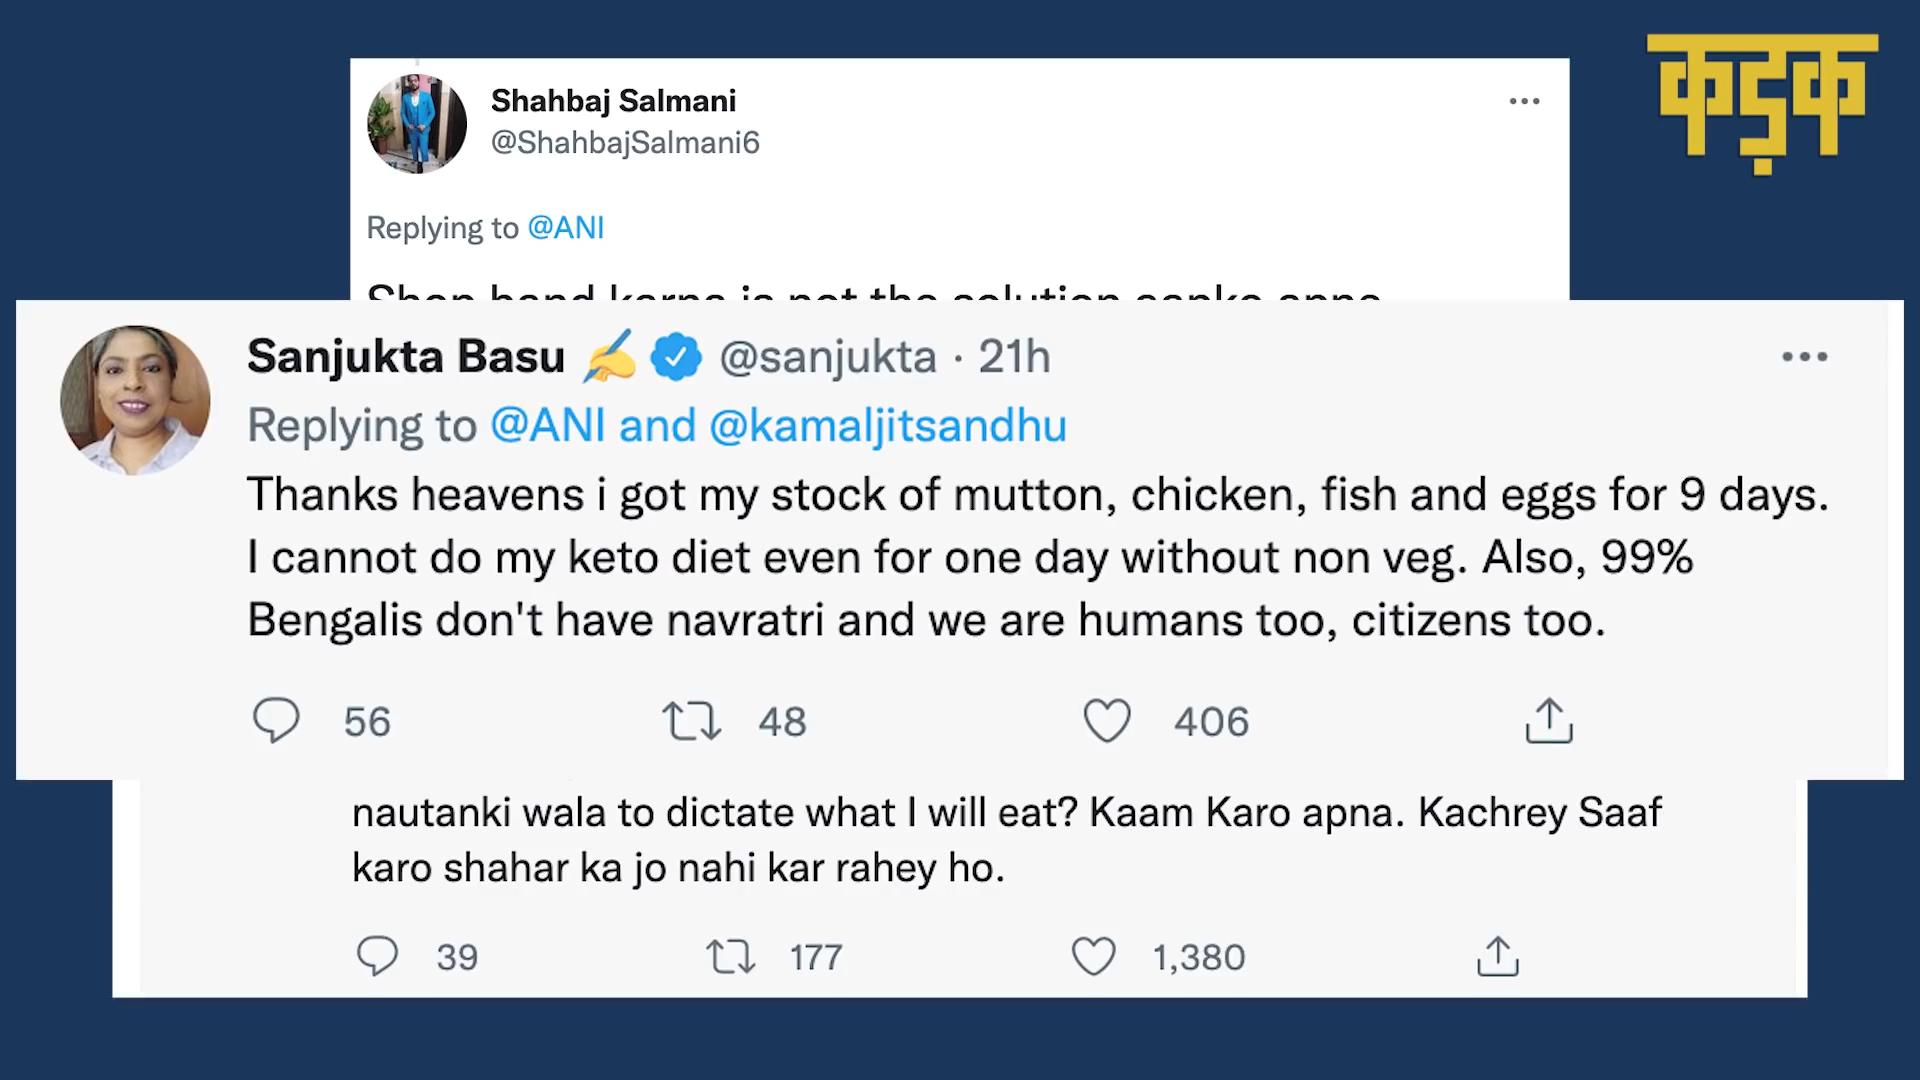 कड़क
Shahbaj Salmani
@ShahbajSalmani6
Replying to @ANI
Shop band karna is not the solution aapko apne
Sanjukta Basu @sanjukta · 21h
Replying to @ANI and @kamaljitsandhu
Thanks heavens i got my stock of mutton, chicken, fish and eggs for 9 days.
I cannot do my keto diet even for one day without non veg. Also, 99%
Bengalis don't have navratri and we are humans too, citizens too.
56 48 406
nautanki wala to dictate what I will eat? Kaam Karo apna. Kachrey Saaf
karo shahar ka jo nahi kar rahey ho.
39 177 1,380